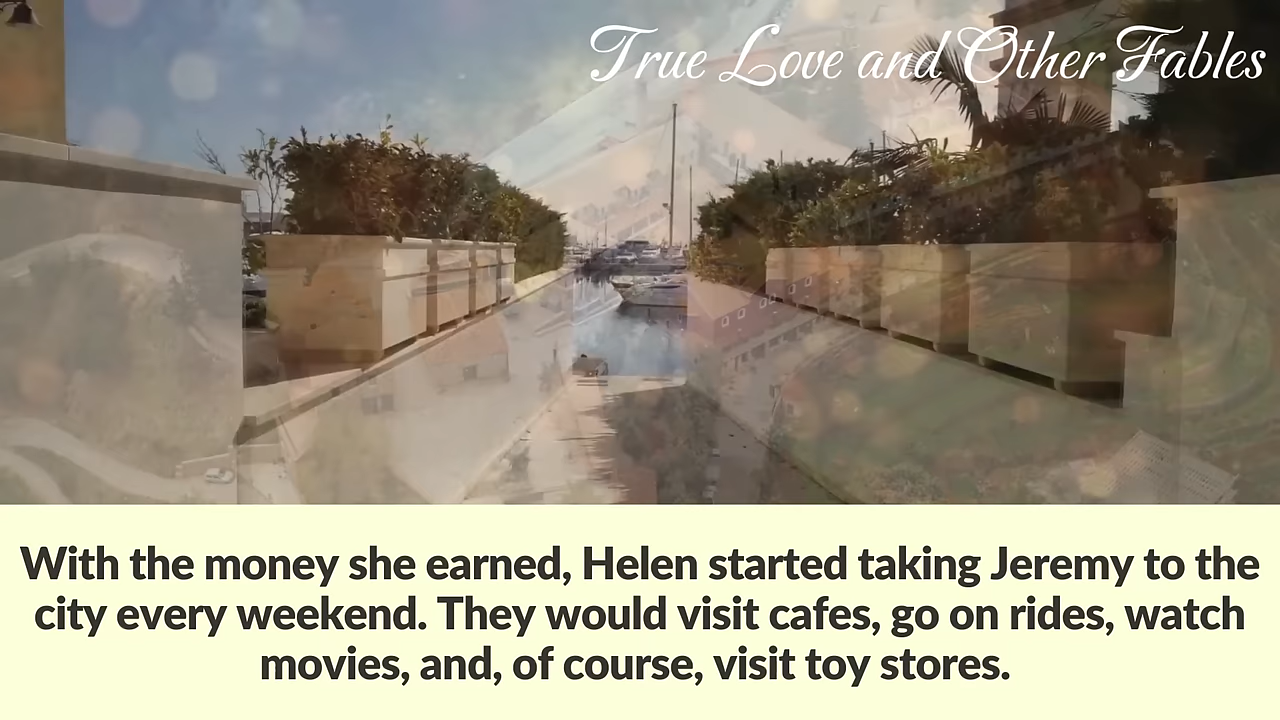 True Love and Other Fables
With the money she earned, Helen started taking Jeremy to the
city every weekend. They would visit cafes, go on rides, watch
movies, and, of course, visit toy stores.